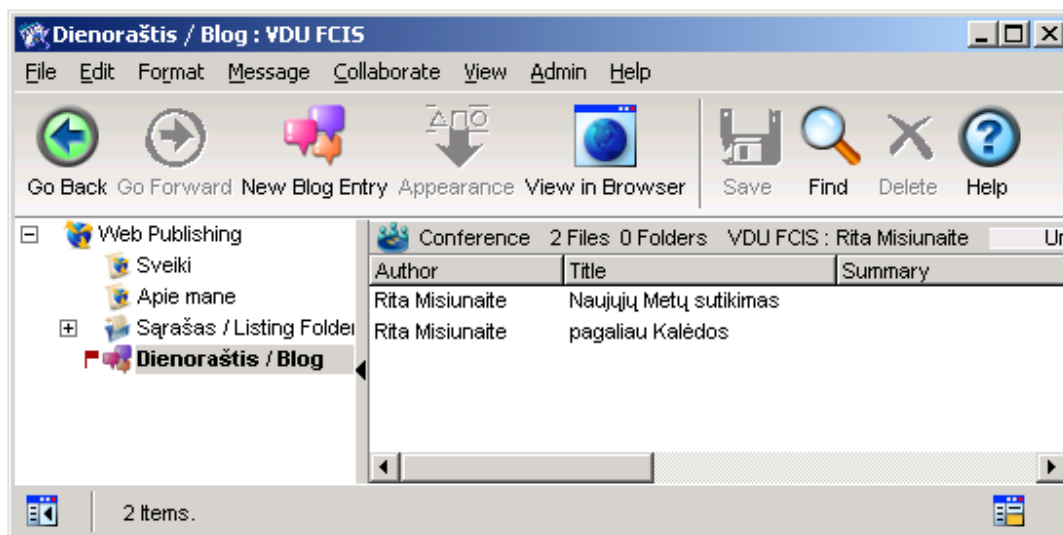 Dienoraštis / Blog : VDU FCIS
File Edit Format Message Collaborate View Admin Help
Go Back Go Forward New Blog Entry Appearance View in Browser Save Find Delete Help
Web Publishing
Sveiki
Apie mane
Sąrašas / Listing Folder
Dienoraštis / Blog
Conference 2 Files 0 Folders VDU FCIS : Rita Misiunaite Un
Author Title Summary
Rita Misiunaite Naujųjų Metų sutikimas
Rita Misiunaite pagaliau Kalėdos
2 Items.